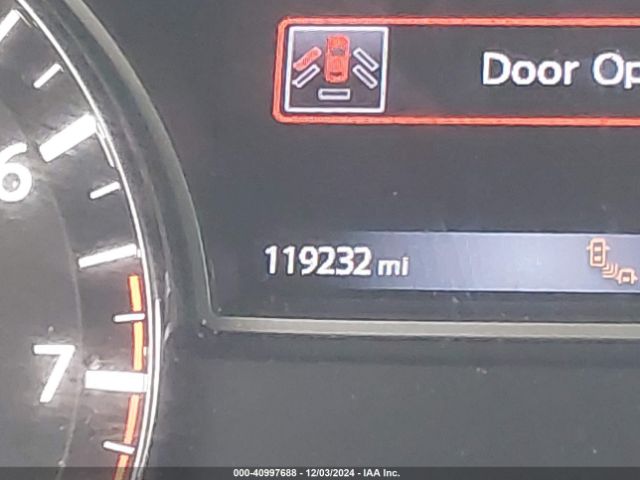 Door Op
6
119232 mi
7
000-40997688 - 12/03/2024 - IAA Inc.